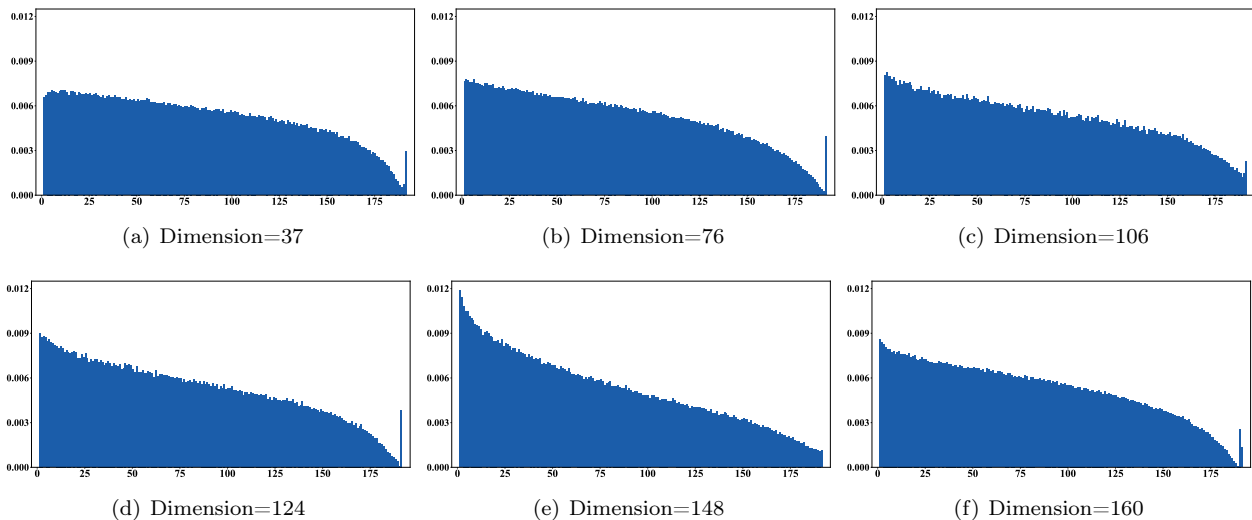 0.012
0.009
0.006
0.003
0.000
0 25 50 75 100 125 150 175
(a) Dimension=37
0.012
0.009
0.006
0.003
0.000
0 25 50 75 100 125 150 175
(b) Dimension=76
0.012
0.009
0.006
0.003
0.000
0 25 50 75 100 125 150 175
(c) Dimension=106
0.012
0.009
0.006
0.003
0.000
0 25 50 75 100 125 150 175
(d) Dimension=124
0.012
0.009
0.006
0.003
0.000
0 25 50 75 100 125 150 175
(e) Dimension=148
0.012
0.009
0.006
0.003
0.000
0 25 50 75 100 125 150 175
(f) Dimension=160